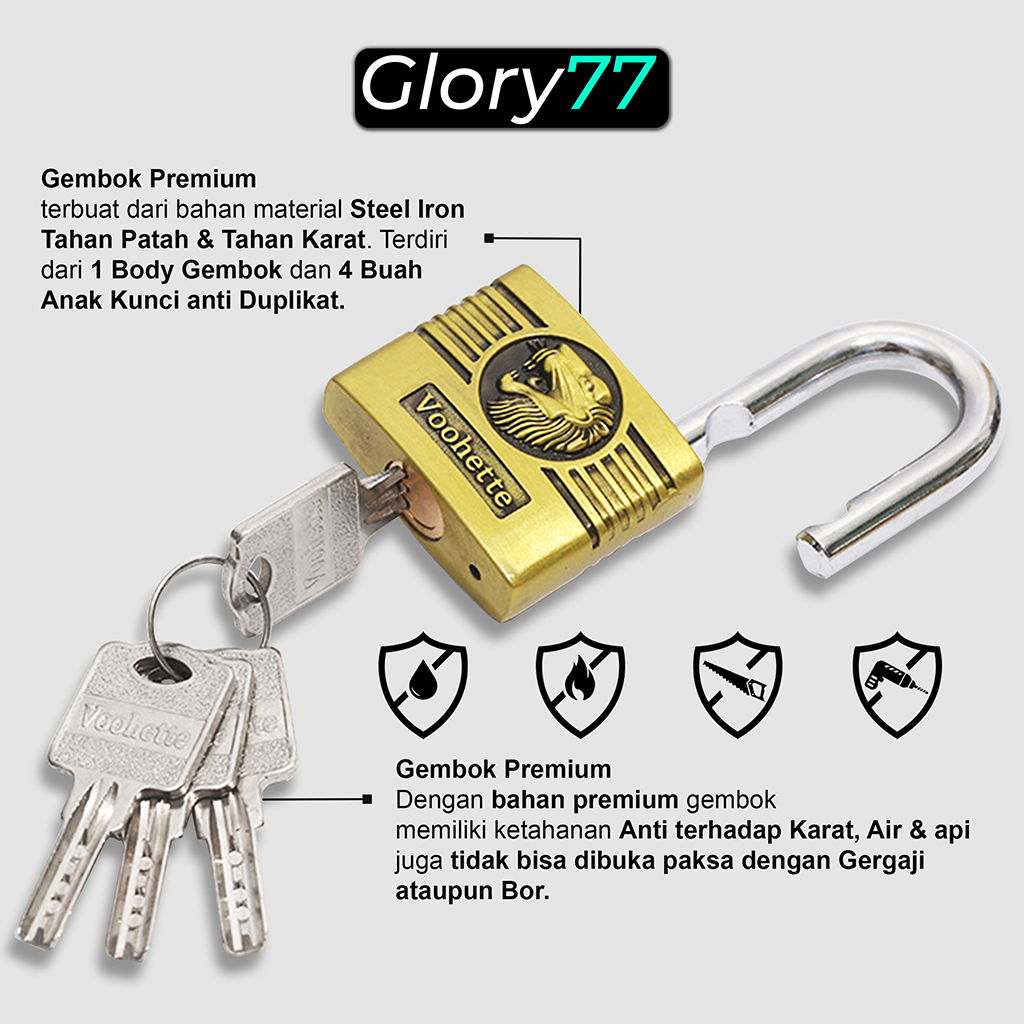 Glory77
Gembok Premium
terbuat dari bahan material Steel Iron
Tahan Patah & Tahan Karat. Terdiri
dari 1 Body Gembok dan 4 Buah
Anak Kunci anti Duplikat.
Voohette
Voohette
Voohette
Gembok Premium
Dengan bahan premium gembok
memiliki ketahanan Anti terhadap Karat, Air & api
juga tidak bisa dibuka paksa dengan Gergaji
ataupun Bor.